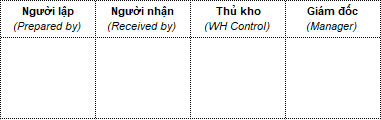 Người lập Người nhận Thủ kho Giám đốc
(Prepared by) (Received by) (WH Control) (Manager)